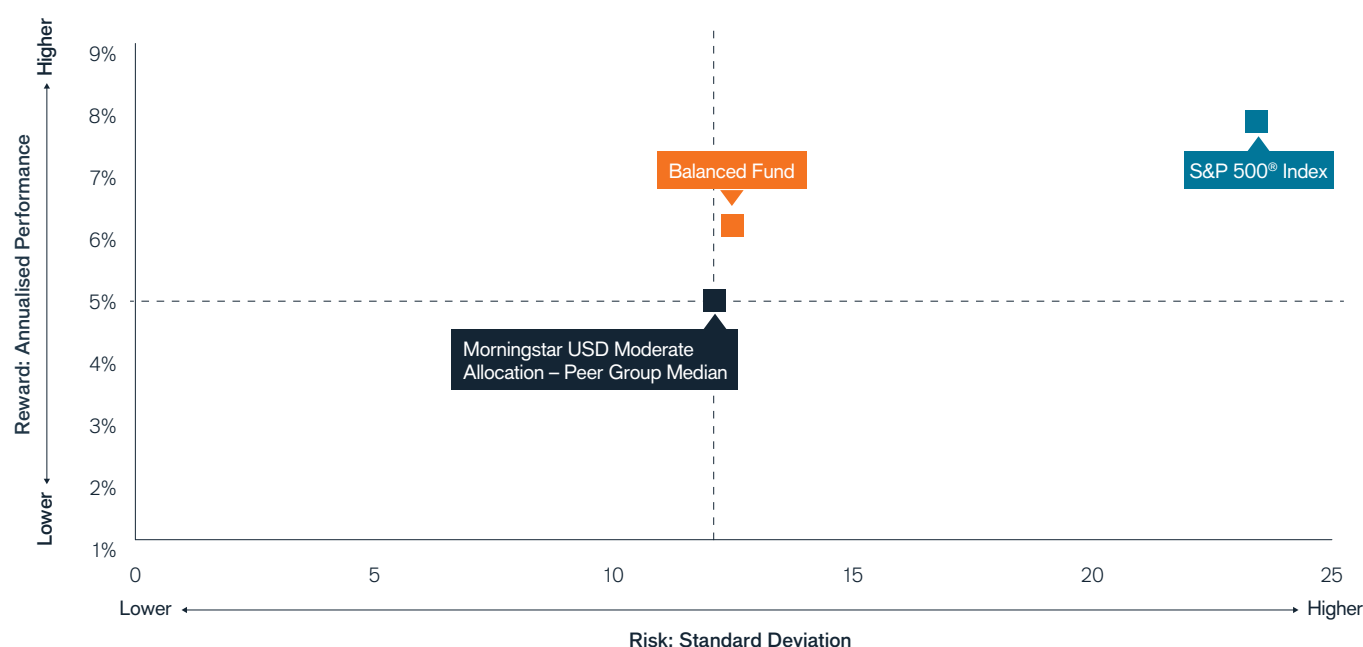 Reward: Annualised Performance
Higher
Lower
9%
8%
7%
6%
5%
4%
3%
2%
1%
Balanced Fund
S&P 500® Index
Morningstar USD Moderate
Allocation – Peer Group Median
0
5
10
15
20
25
Lower
Higher
Risk: Standard Deviation